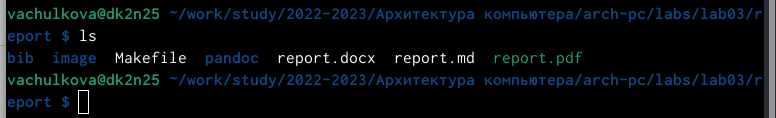 vachulkova@dk2n25 ~/work/study/2022-2023/Архитектура компьютера/arch-pc/labs/lab03/r
eport $ ls
bib  image  Makefile  pandoc  report.docx  report.md  report.pdf
vachulkova@dk2n25 ~/work/study/2022-2023/Архитектура компьютера/arch-pc/labs/lab03/r
eport $